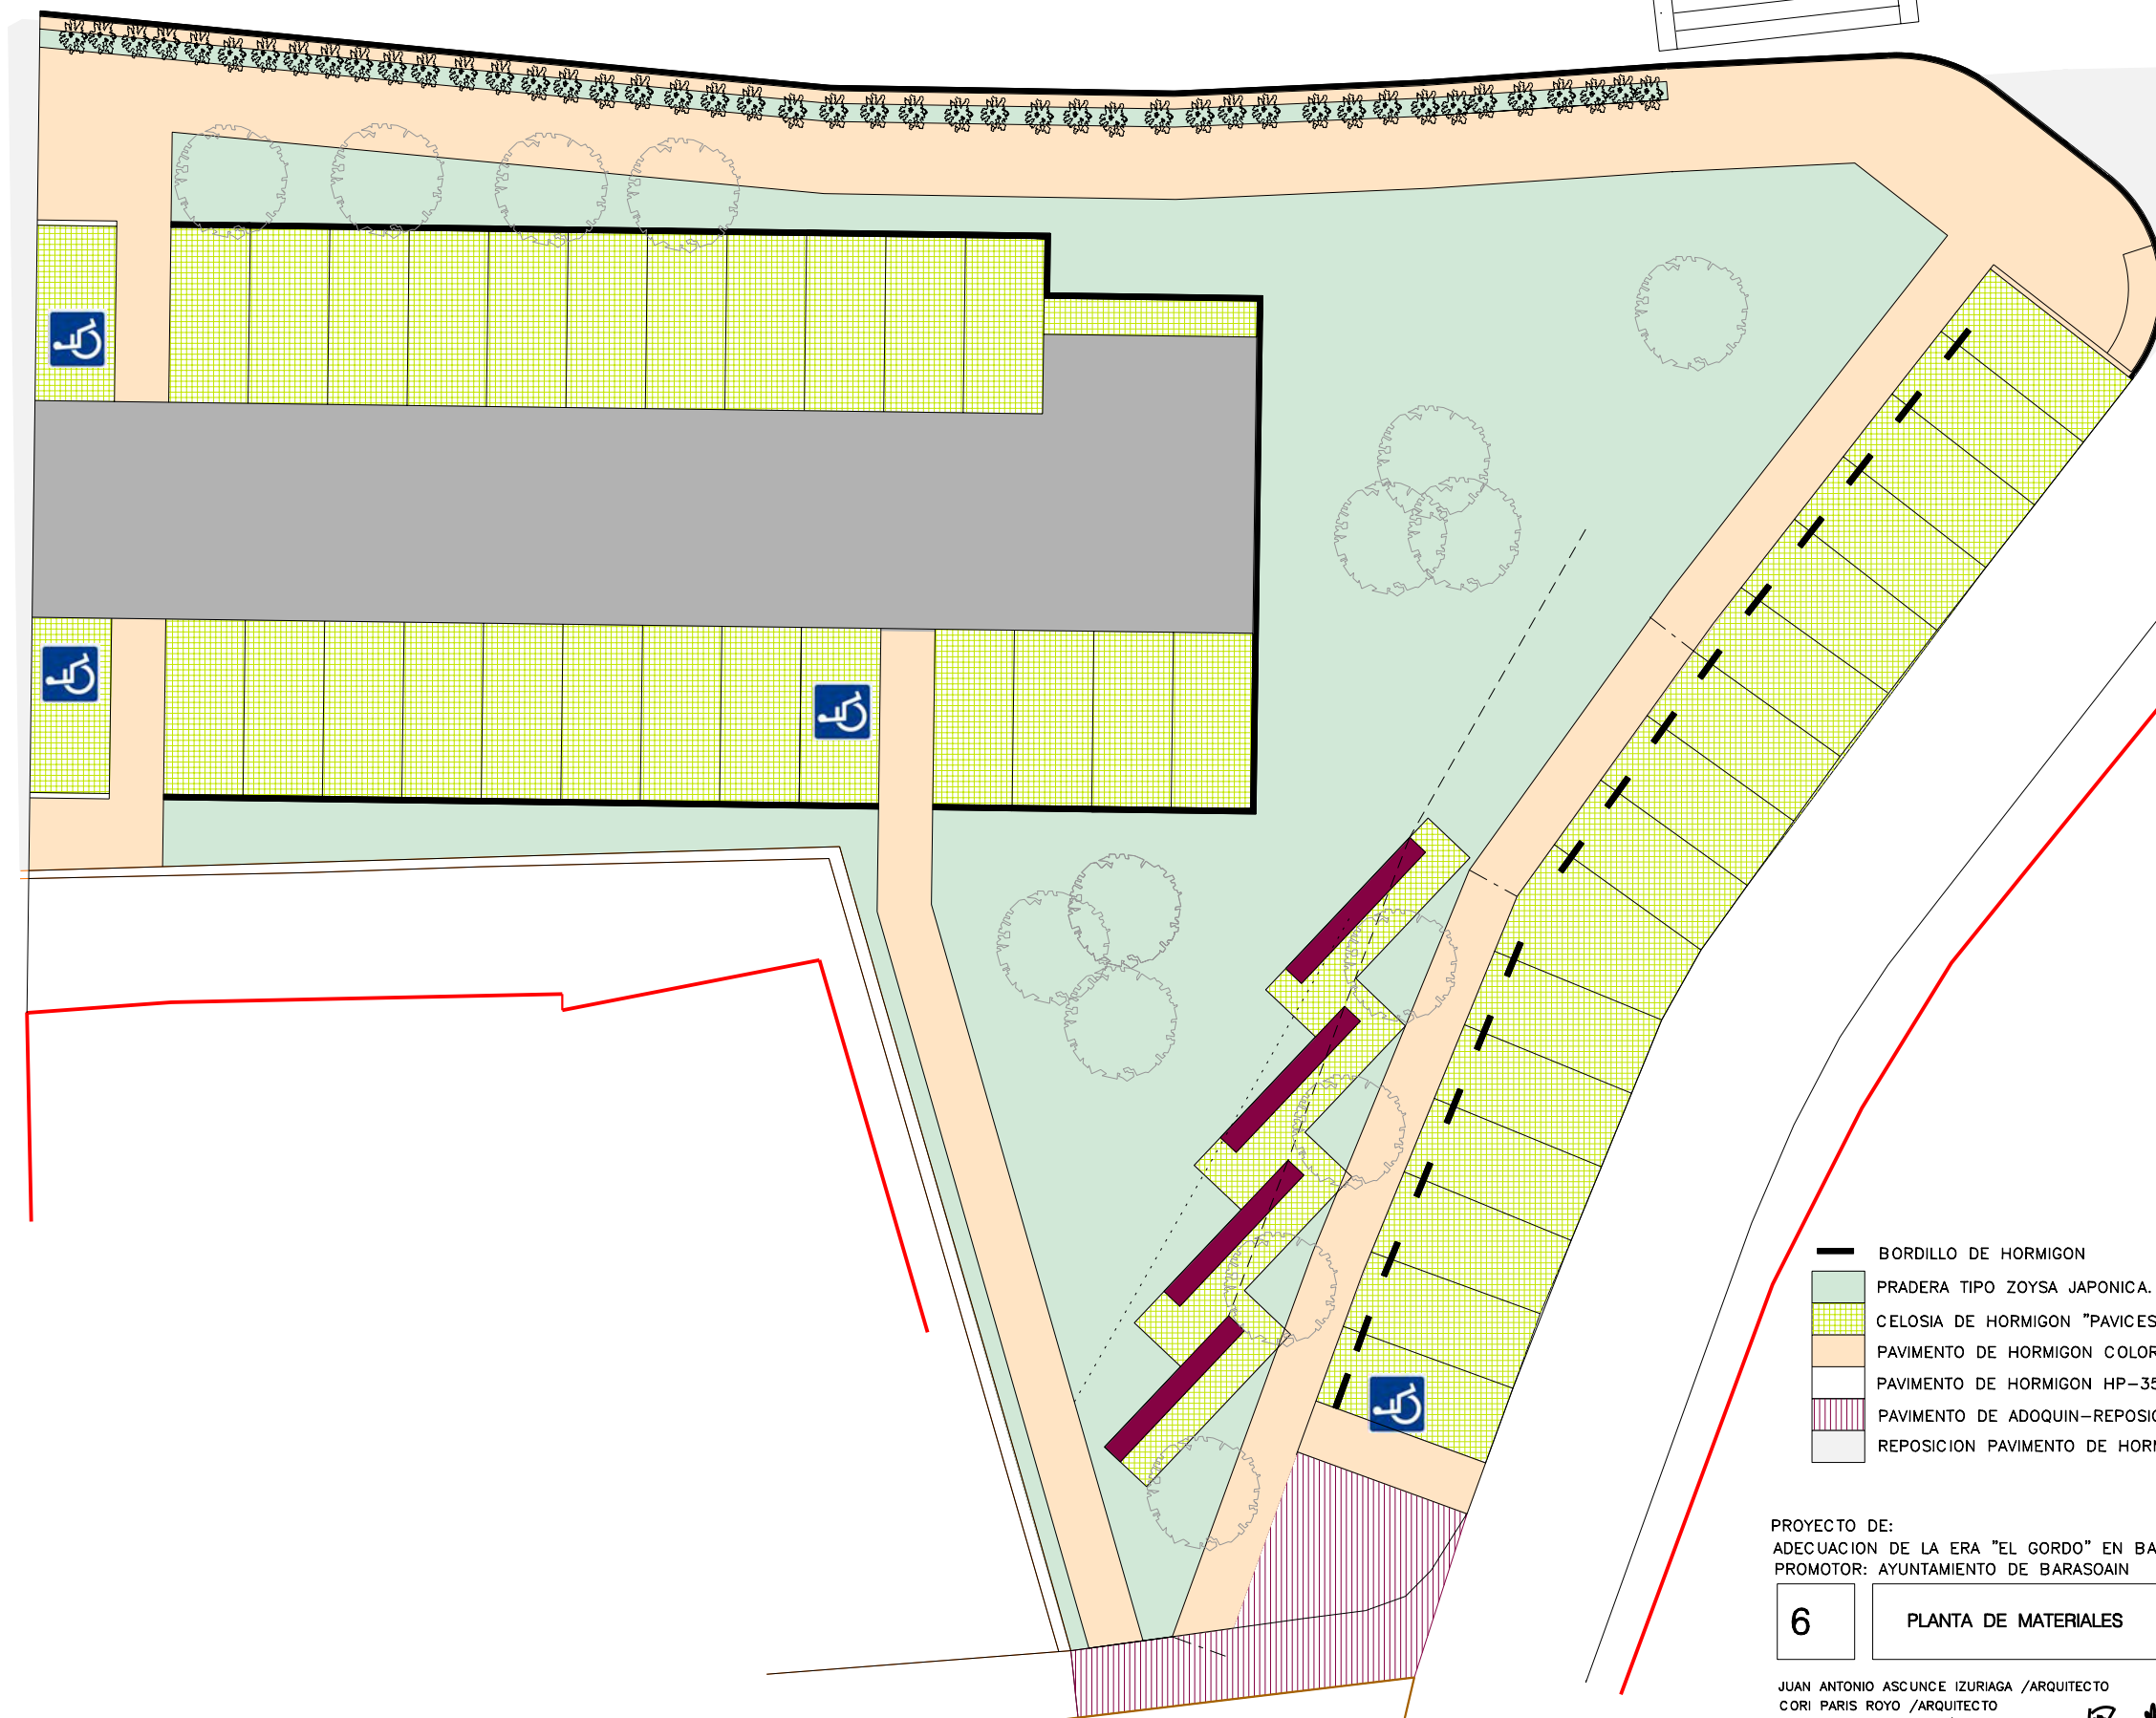 BORDILLO DE HORMIGON
PRADERA TIPO ZOYSA JAPONICA.
CELOSIA DE HORMIGON "PAVICES
PAVIMENTO DE HORMIGON COLOR
PAVIMENTO DE HORMIGON HP-35
PAVIMENTO DE ADOQUIN-REPOSIC
REPOSICION PAVIMENTO DE HORM
PROYECTO DE:
ADECUACION DE LA ERA "EL GORDO" EN BA
PROMOTOR: AYUNTAMIENTO DE BARASOAIN
6
PLANTA DE MATERIALES
JUAN ANTONIO ASCUNCE IZURIAGA /ARQUITECTO
CORI PARIS ROYO /ARQUITECTO